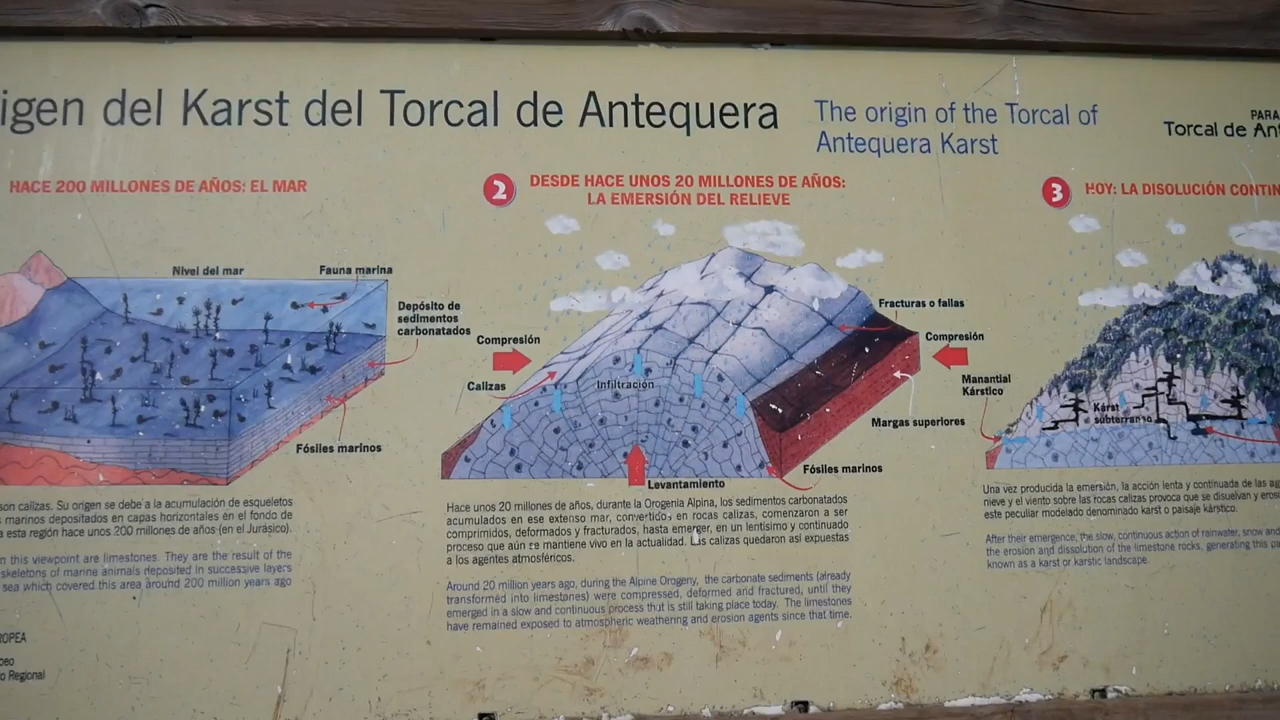 igen del Karst del Torcal de Antequera
The origin of the Torcal of
Antequera Karst
PARA
Torcal de An
HACE 200 MILLONES DE AÑOS: EL MAR
Nivel del mar
Fauna marina
Depósito de
sedimentos
carbonatados
Fósiles marinos
son calizas. Su origen se debe a la acumulación de esqueletos
marinos depositados en capas horizontales en el fondo de
a esta región hace unos 200 millones de años (en el Jurásico).
n this viewpoint are limestones. They are the result of the
skeletons of marine animals deposited in successive layers
sea which covered this area around 200 million years ago
ROPEA
peo
o Regional
2
DESDE HACE UNOS 20 MILLONES DE AÑOS:
LA EMERSIÓN DEL RELIEVE
Fracturas o fallas
Compresión
Compresión
Calizas
Infiltración
Margas superiores
Fósiles marinos
Levantamiento
Hace unos 20 millones de años, durante la Orogenia Alpina, los sedimentos carbonatados
acumulados en ese extenso mar, convertidos en rocas calizas, comenzaron a ser
comprimidos, deformados y fracturados, hasta emerger, en un lentísimo y continuado
proceso que aún se mantiene vivo en la actualidad. Las calizas quedaron así expuestas
a los agentes atmosféricos.
Around 20 million years ago, during the Alpine Orogeny, the carbonate sediments (already
transformed into limestones) were compressed, deformed and fractured, until they
emerged in a slow and continuous process that is still taking place today. The limestones
have remained exposed to atmospheric weathering and erosion agents since that time.
3
HOY: LA DISOLUCIÓN CONTIN
Manantial
Kárstico
Kárst
subterraneo
Una vez producida la emersión, la acción lenta y continuada de las ag
nieve y el viento sobre las rocas calizas provoca que se disuelvan y eros
este peculiar modelado denominado karst o paisaje kárstico.
After their emergence, the slow, continuous action of rainwater, snow and
the erosion and dissolution of the limestone rocks, generating this pa
known as a karst or karstic landscape.